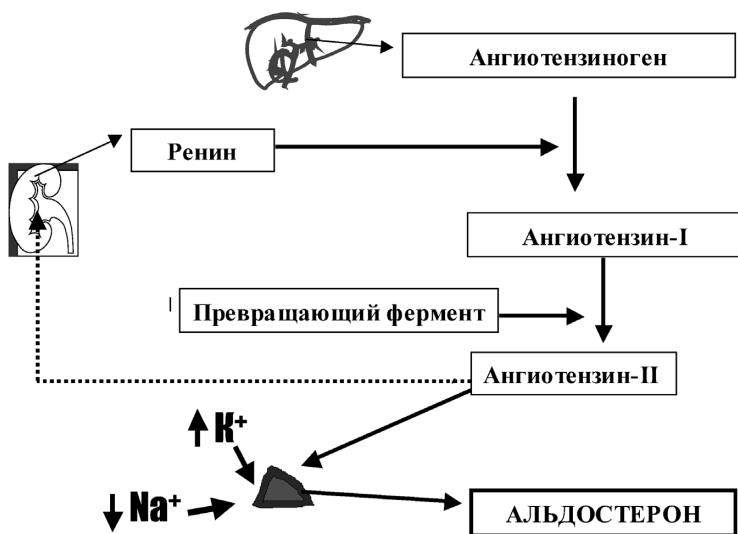 Ангиотензиноген
Ренин
Ангиотензин-I
Превращающий фермент
Ангиотензин-II
↑ K⁺
↓ Na⁺
АЛЬДОСТЕРОН